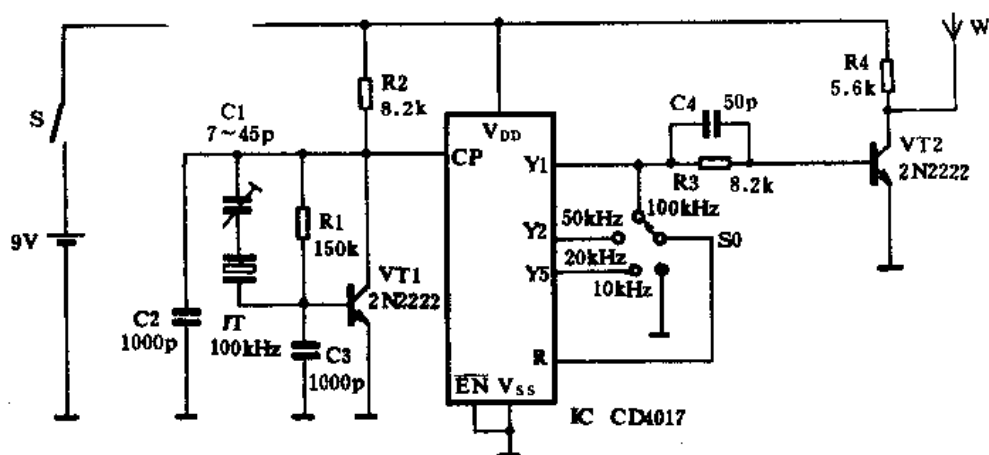 W
R4
5.6k
R2
8.2k
C4
50p
S
C1
7~45p
VDD
CP
Y1
VT2
2N2222
R3
8.2k
100kHz
R1
150k
50kHz
Y2
S0
9V
20kHz
Y5
10kHz
VT1
2N2222
C2
1000p
JT
100kHz
C3
1000p
R
EN VSS
IC CD4017